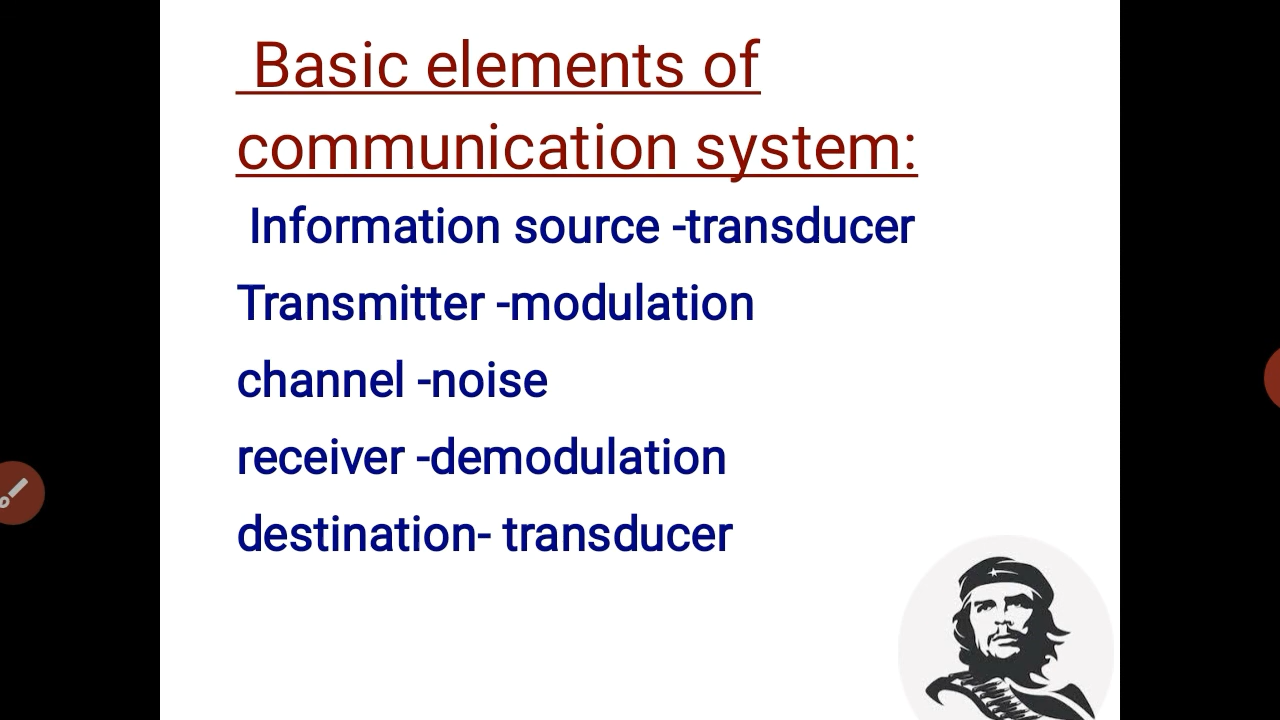 Basic elements of
communication system:
Information source -transducer
Transmitter -modulation
channel -noise
receiver -demodulation
destination- transducer